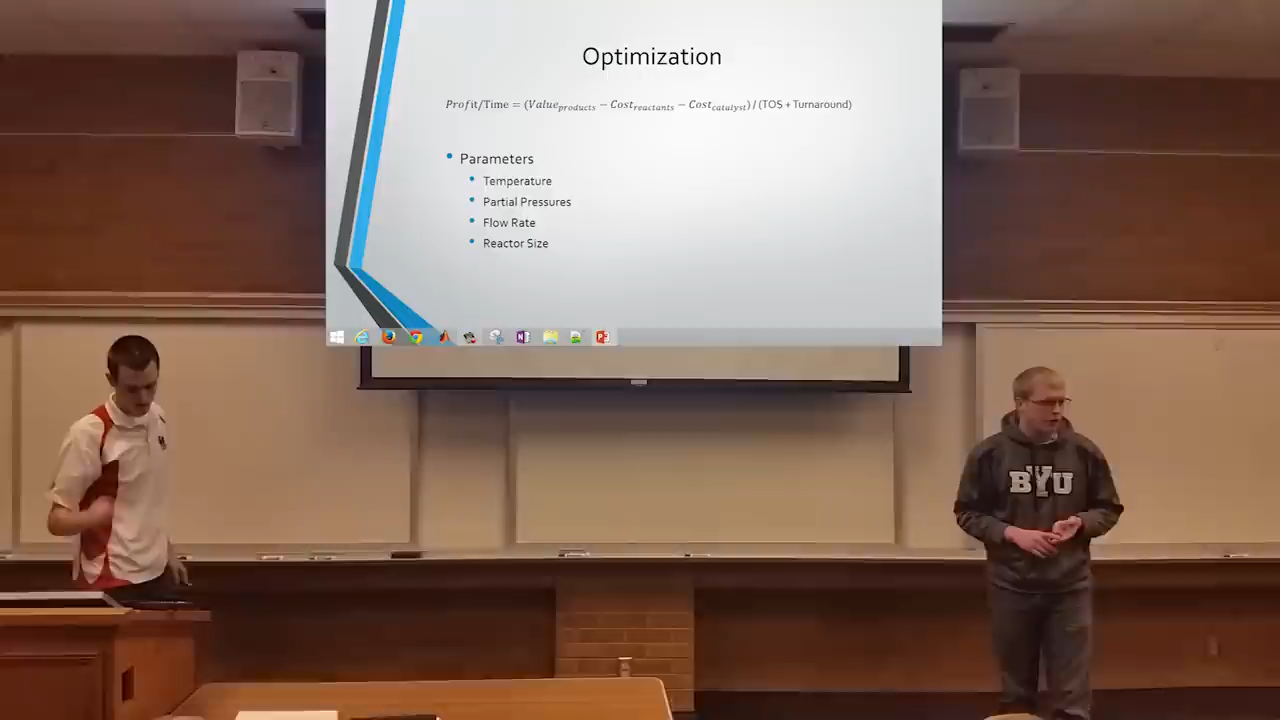 Optimization
Profit/Time = (Value_products − Cost_reactants − Cost_catalyst) / (TOS + Turnaround)
• Parameters
• Temperature
• Partial Pressures
• Flow Rate
• Reactor Size
BYU